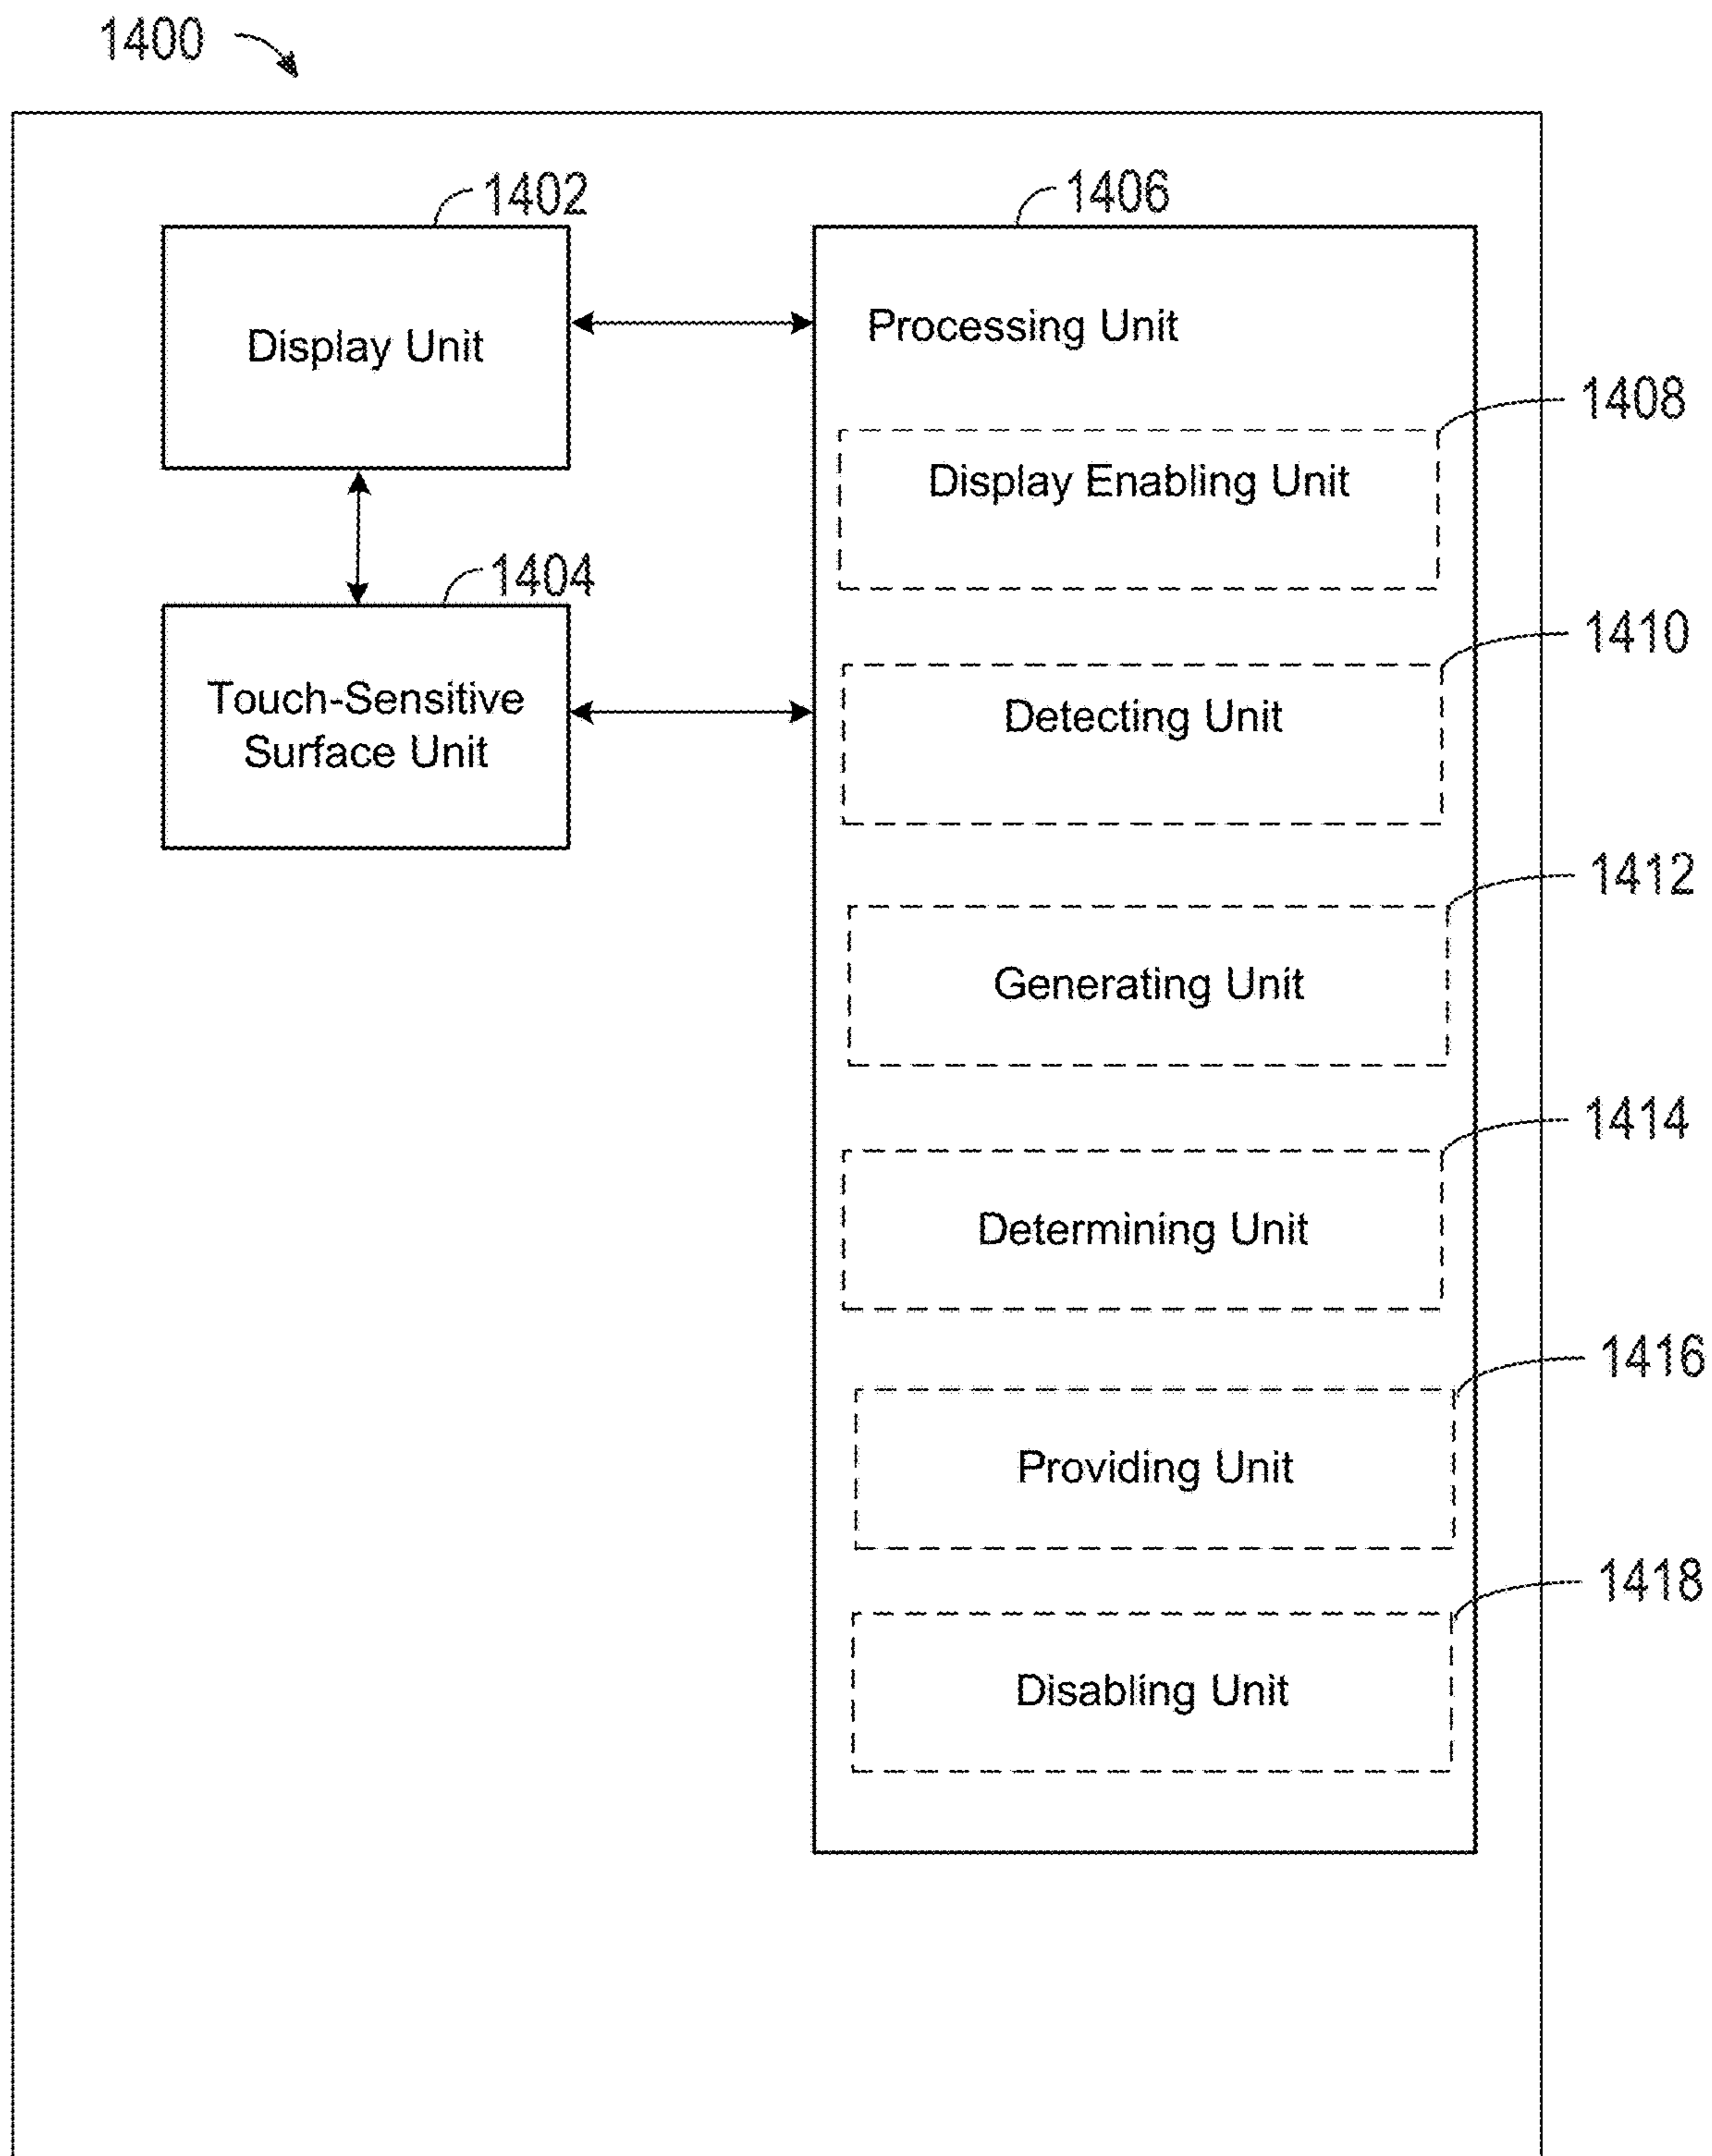 1400
1402
1406
Display Unit
Processing Unit
1408
Display Enabling Unit
1404
Touch-Sensitive
Surface Unit
1410
Detecting Unit
1412
Generating Unit
1414
Determining Unit
1416
Providing Unit
1418
Disabling Unit